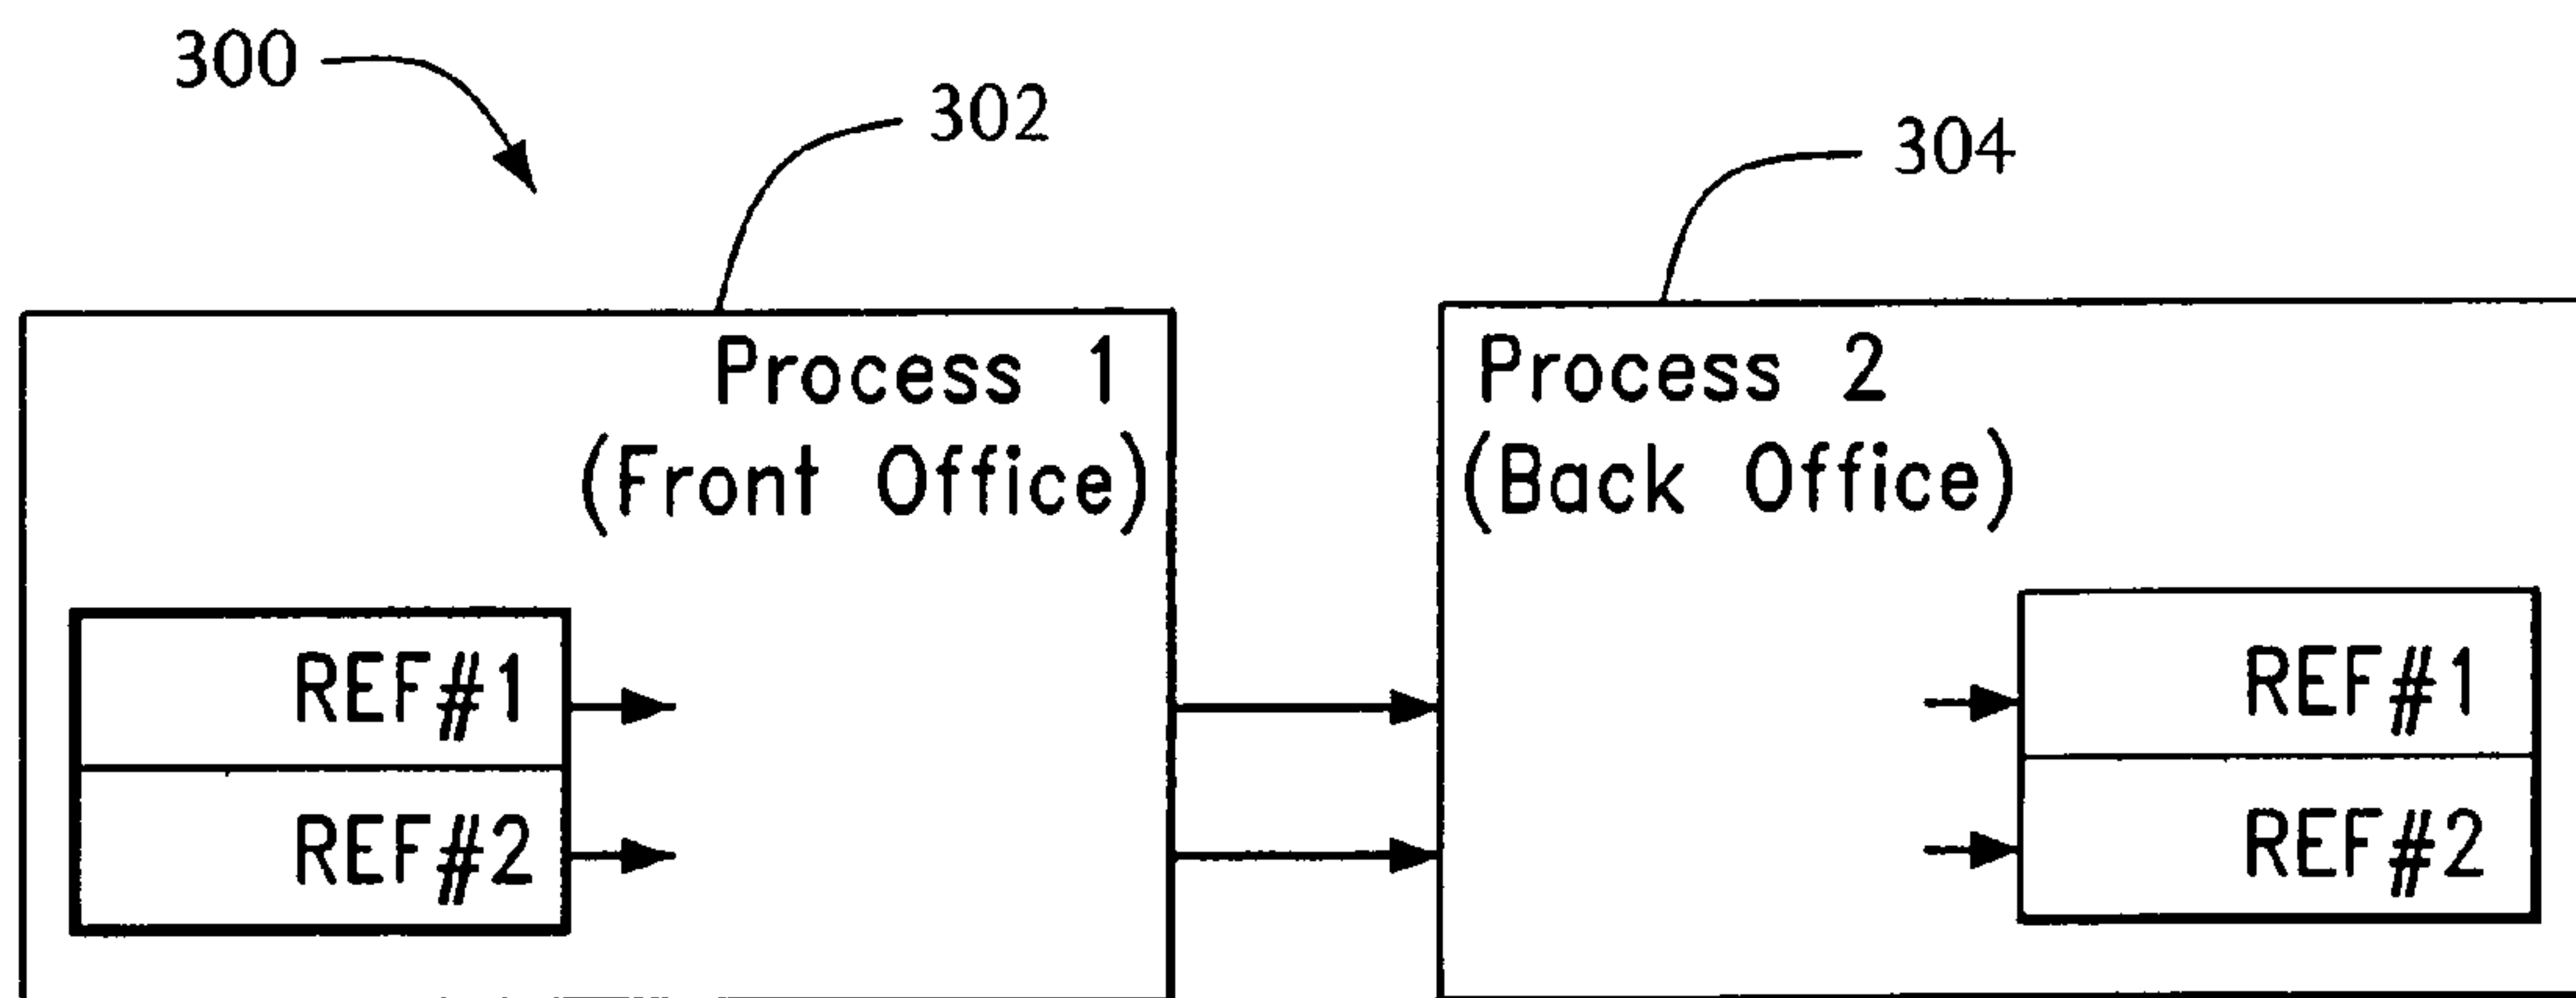 300
302
304
Process 1
(Front Office)
Process 2
(Back Office)
REF#1
REF#2
REF#1
REF#2